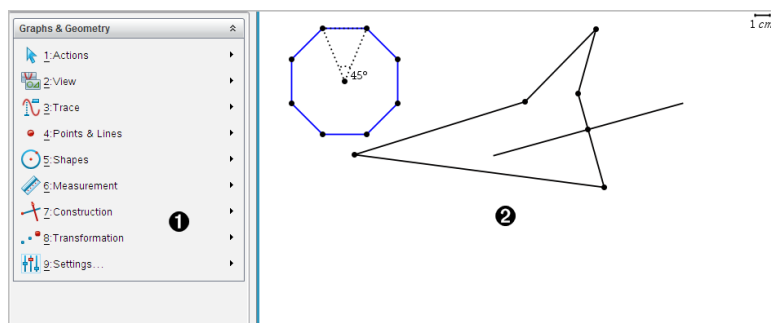 Graphs & Geometry
1:Actions
2:View
3:Trace
4:Points & Lines
5:Shapes
6:Measurement
7:Construction
8:Transformation
9:Settings...
❶
45°
1 cm
❷